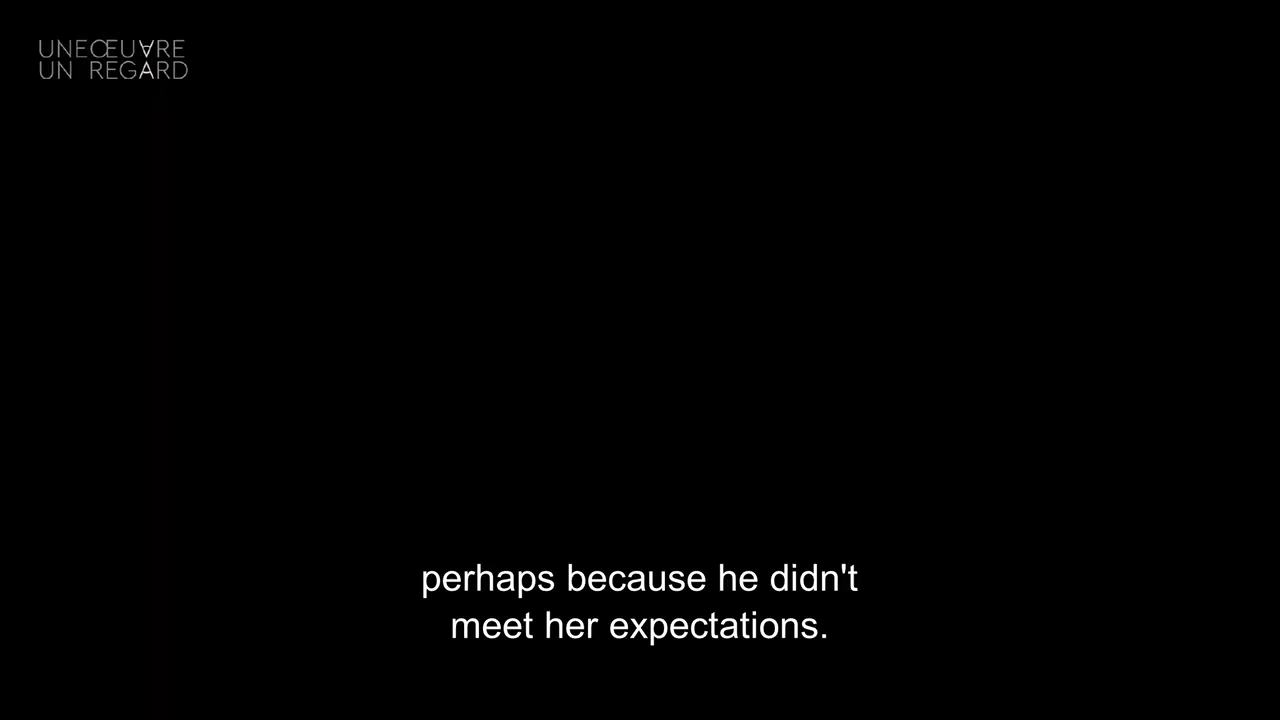 UNEŒUVRE
UN REGARD
perhaps because he didn't
meet her expectations.